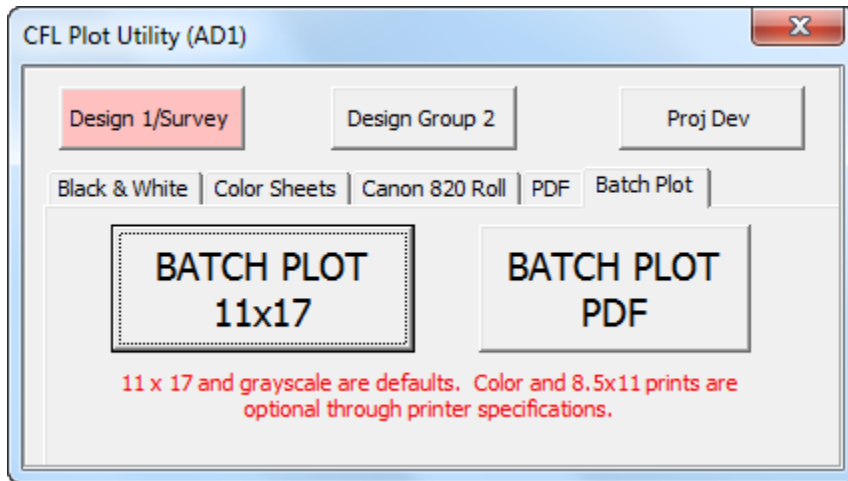 CFL Plot Utility (AD1)
Design 1/Survey
Design Group 2
Proj Dev
Black & White
Color Sheets
Canon 820 Roll
PDF
Batch Plot
BATCH PLOT
11x17
BATCH PLOT
PDF
11 x 17 and grayscale are defaults.  Color and 8.5x11 prints are
optional through printer specifications.